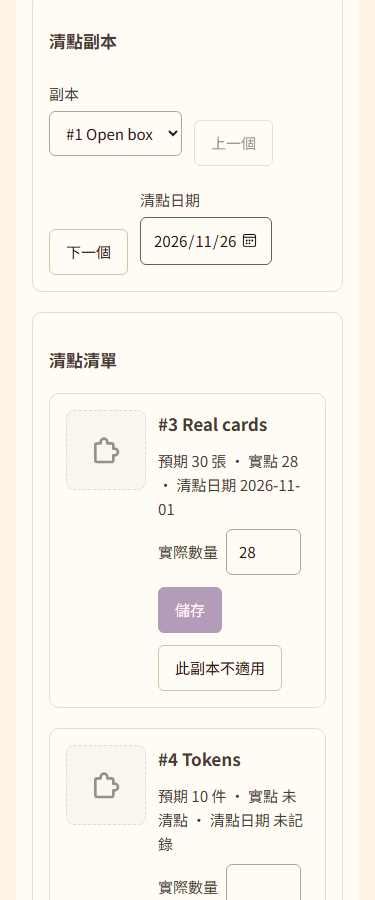 清點副本
副本
#1 Open box
上一個
清點日期
下一個
2026/11/26
清點清單
#3 Real cards
預期 30 張 · 實點 28
· 清點日期 2026-11-
01
實際數量
28
儲存
此副本不適用
#4 Tokens
預期 10 件 · 實點 未
清點 · 清點日期 未記
錄
實際數量